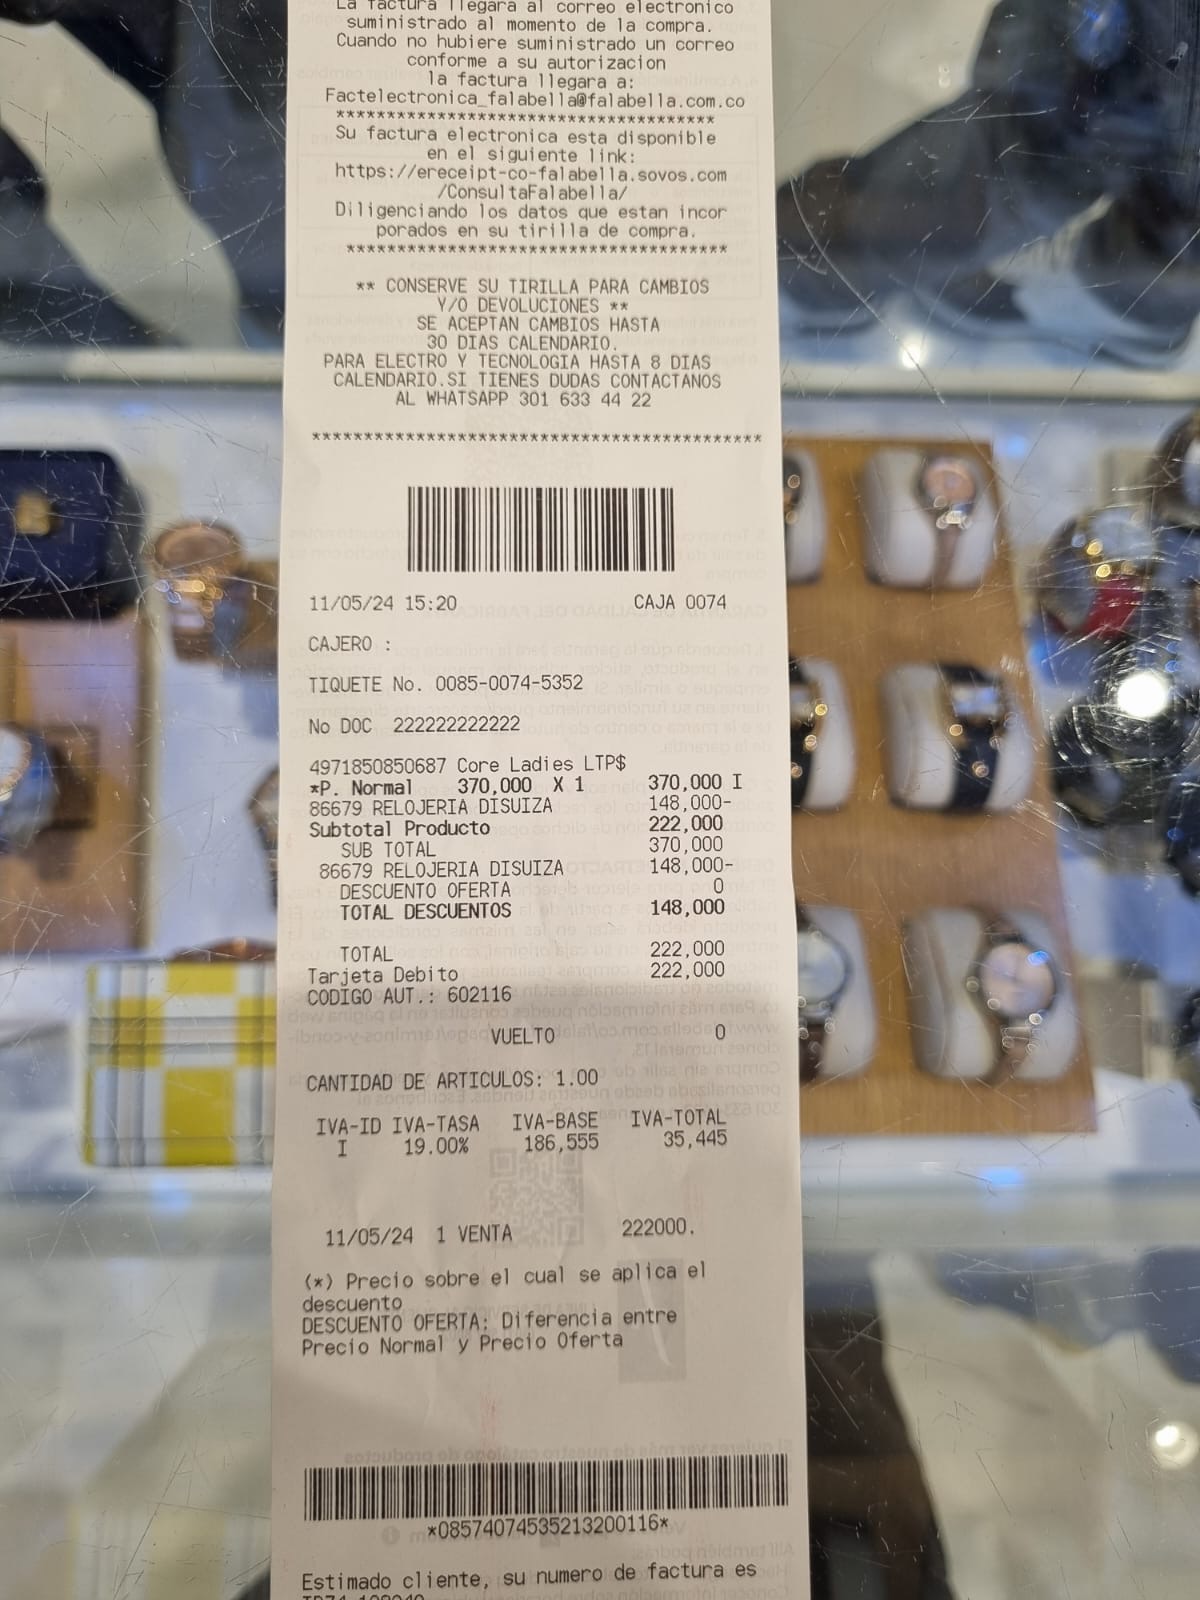 La factura llegara al correo electronico
suministrado al momento de la compra.
Cuando no hubiere suministrado un correo
conforme a su autorizacion
la factura llegara a:
Factelectronica_falabella@falabella.com.co
************************************
Su factura electronica esta disponible
en el siguiente link:
https://ereceipt-co-falabella.sovos.com
/ConsultaFalabella/
Diligenciando los datos que estan incor
porados en su tirilla de compra.
************************************
** CONSERVE SU TIRILLA PARA CAMBIOS
Y/O DEVOLUCIONES **
SE ACEPTAN CAMBIOS HASTA
30 DIAS CALENDARIO.
PARA ELECTRO Y TECNOLOGIA HASTA 8 DIAS
CALENDARIO.SI TIENES DUDAS CONTACTANOS
AL WHATSAPP 301 633 44 22
*******************************************
11/05/24 15:20 CAJA 0074
CAJERO :
TIQUETE No. 0085-0074-5352
No DOC 222222222222
4971850850687 Core Ladies LTP$
*P. Normal 370,000 X 1 370,000 I
86679 RELOJERIA DISUIZA 148,000-
Subtotal Producto 222,000
SUB TOTAL 370,000
86679 RELOJERIA DISUIZA 148,000-
DESCUENTO OFERTA 0
TOTAL DESCUENTOS 148,000
TOTAL 222,000
Tarjeta Debito 222,000
CODIGO AUT.: 602116
VUELTO 0
CANTIDAD DE ARTICULOS: 1.00
IVA-ID IVA-TASA IVA-BASE IVA-TOTAL
I 19.00% 186,555 35,445
11/05/24 1 VENTA 222000.
(*) Precio sobre el cual se aplica el
descuento
DESCUENTO OFERTA: Diferencia entre
Precio Normal y Precio Oferta
*08574074535213200116*
Estimado cliente, su numero de factura es